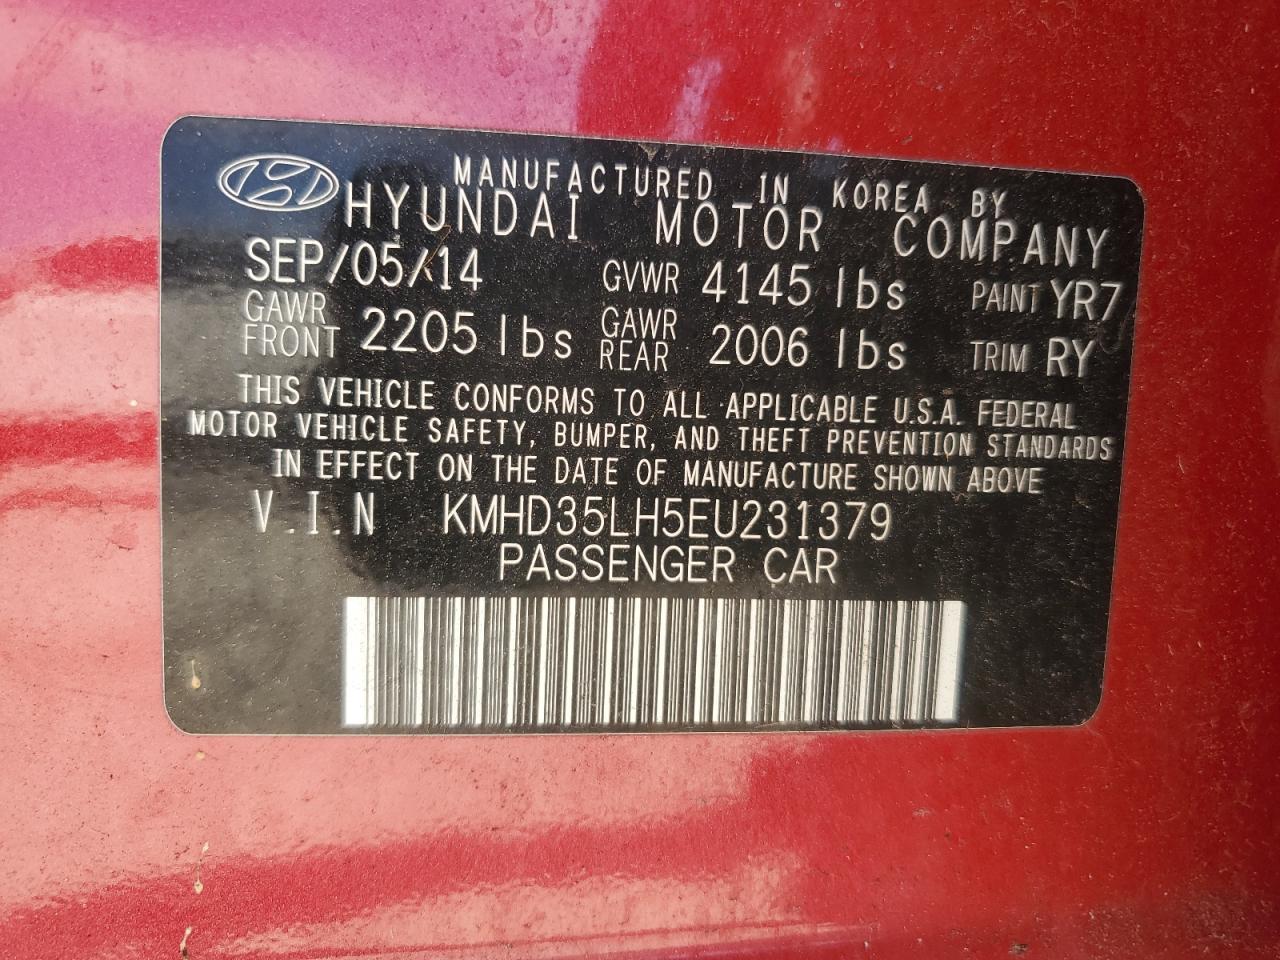 MANUFACTURED IN KOREA BY
HYUNDAI MOTOR COMPANY
SEP/05/14 GVWR 4145 lbs PAINT YR7
GAWR FRONT 2205 lbs GAWR REAR 2006 lbs TRIM RY
THIS VEHICLE CONFORMS TO ALL APPLICABLE U.S.A. FEDERAL
MOTOR VEHICLE SAFETY, BUMPER, AND THEFT PREVENTION STANDARDS
IN EFFECT ON THE DATE OF MANUFACTURE SHOWN ABOVE
V.I.N KMHD35LH5EU231379
PASSENGER CAR